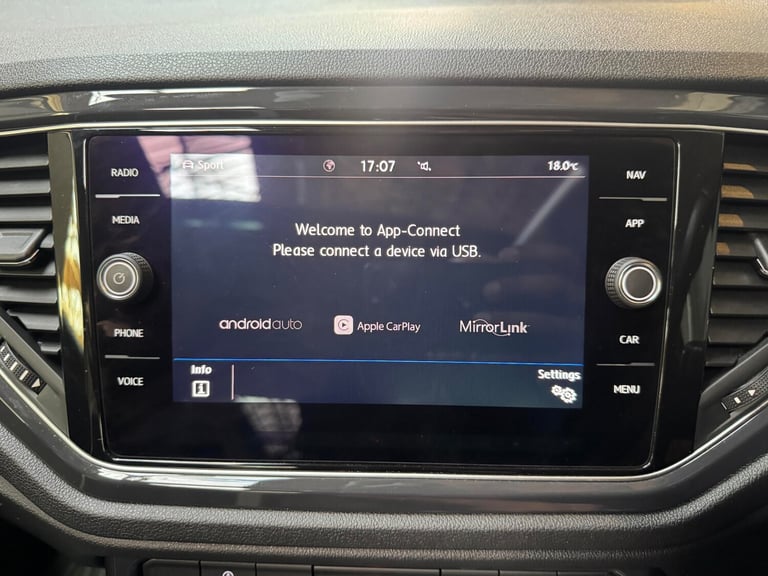 RADIO
MEDIA
PHONE
VOICE
Sport
17:07
18.0°C
Welcome to App-Connect
Please connect a device via USB.
androidauto
Apple CarPlay
MirrorLink
Info
Settings
NAV
APP
CAR
MENU